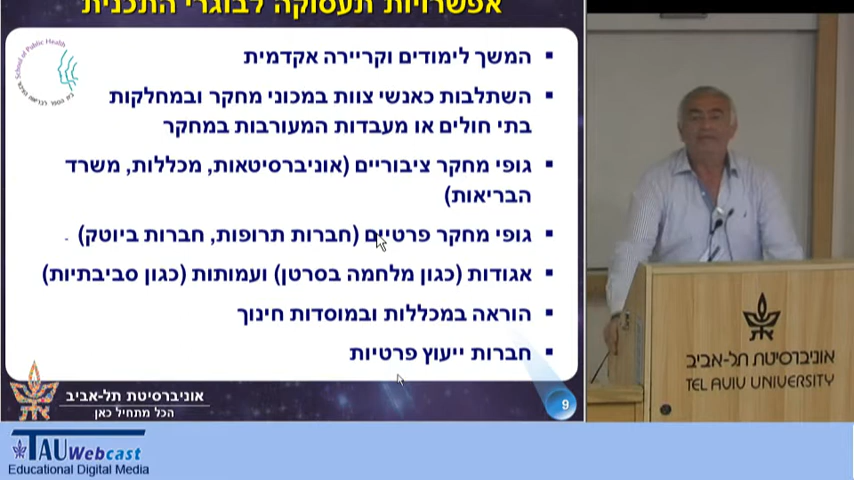 אפשרויות תעסוקה לבוגרי התכנית
School of Public Health
המשך לימודים וקריירה אקדמית
השתלבות כאנשי צוות במכוני מחקר ובמחלקות
בתי חולים או מעבדות המעורבות במחקר
גופי מחקר ציבוריים (אוניברסיטאות, מכללות, משרד
הבריאות)
גופי מחקר פרטיים (חברות תרופות, חברות ביוטק)
אגודות (כגון מלחמה בסרטן) ועמותות (כגון סביבתיות)
הוראה במכללות ובמוסדות חינוך
חברות ייעוץ פרטיות
אוניברסיטת תל-אביב
הכל מתחיל כאן
9
אוניברסיטת תל-אביב
TEL AVIV UNIVERSITY
TAU Webcast
Educational Digital Media